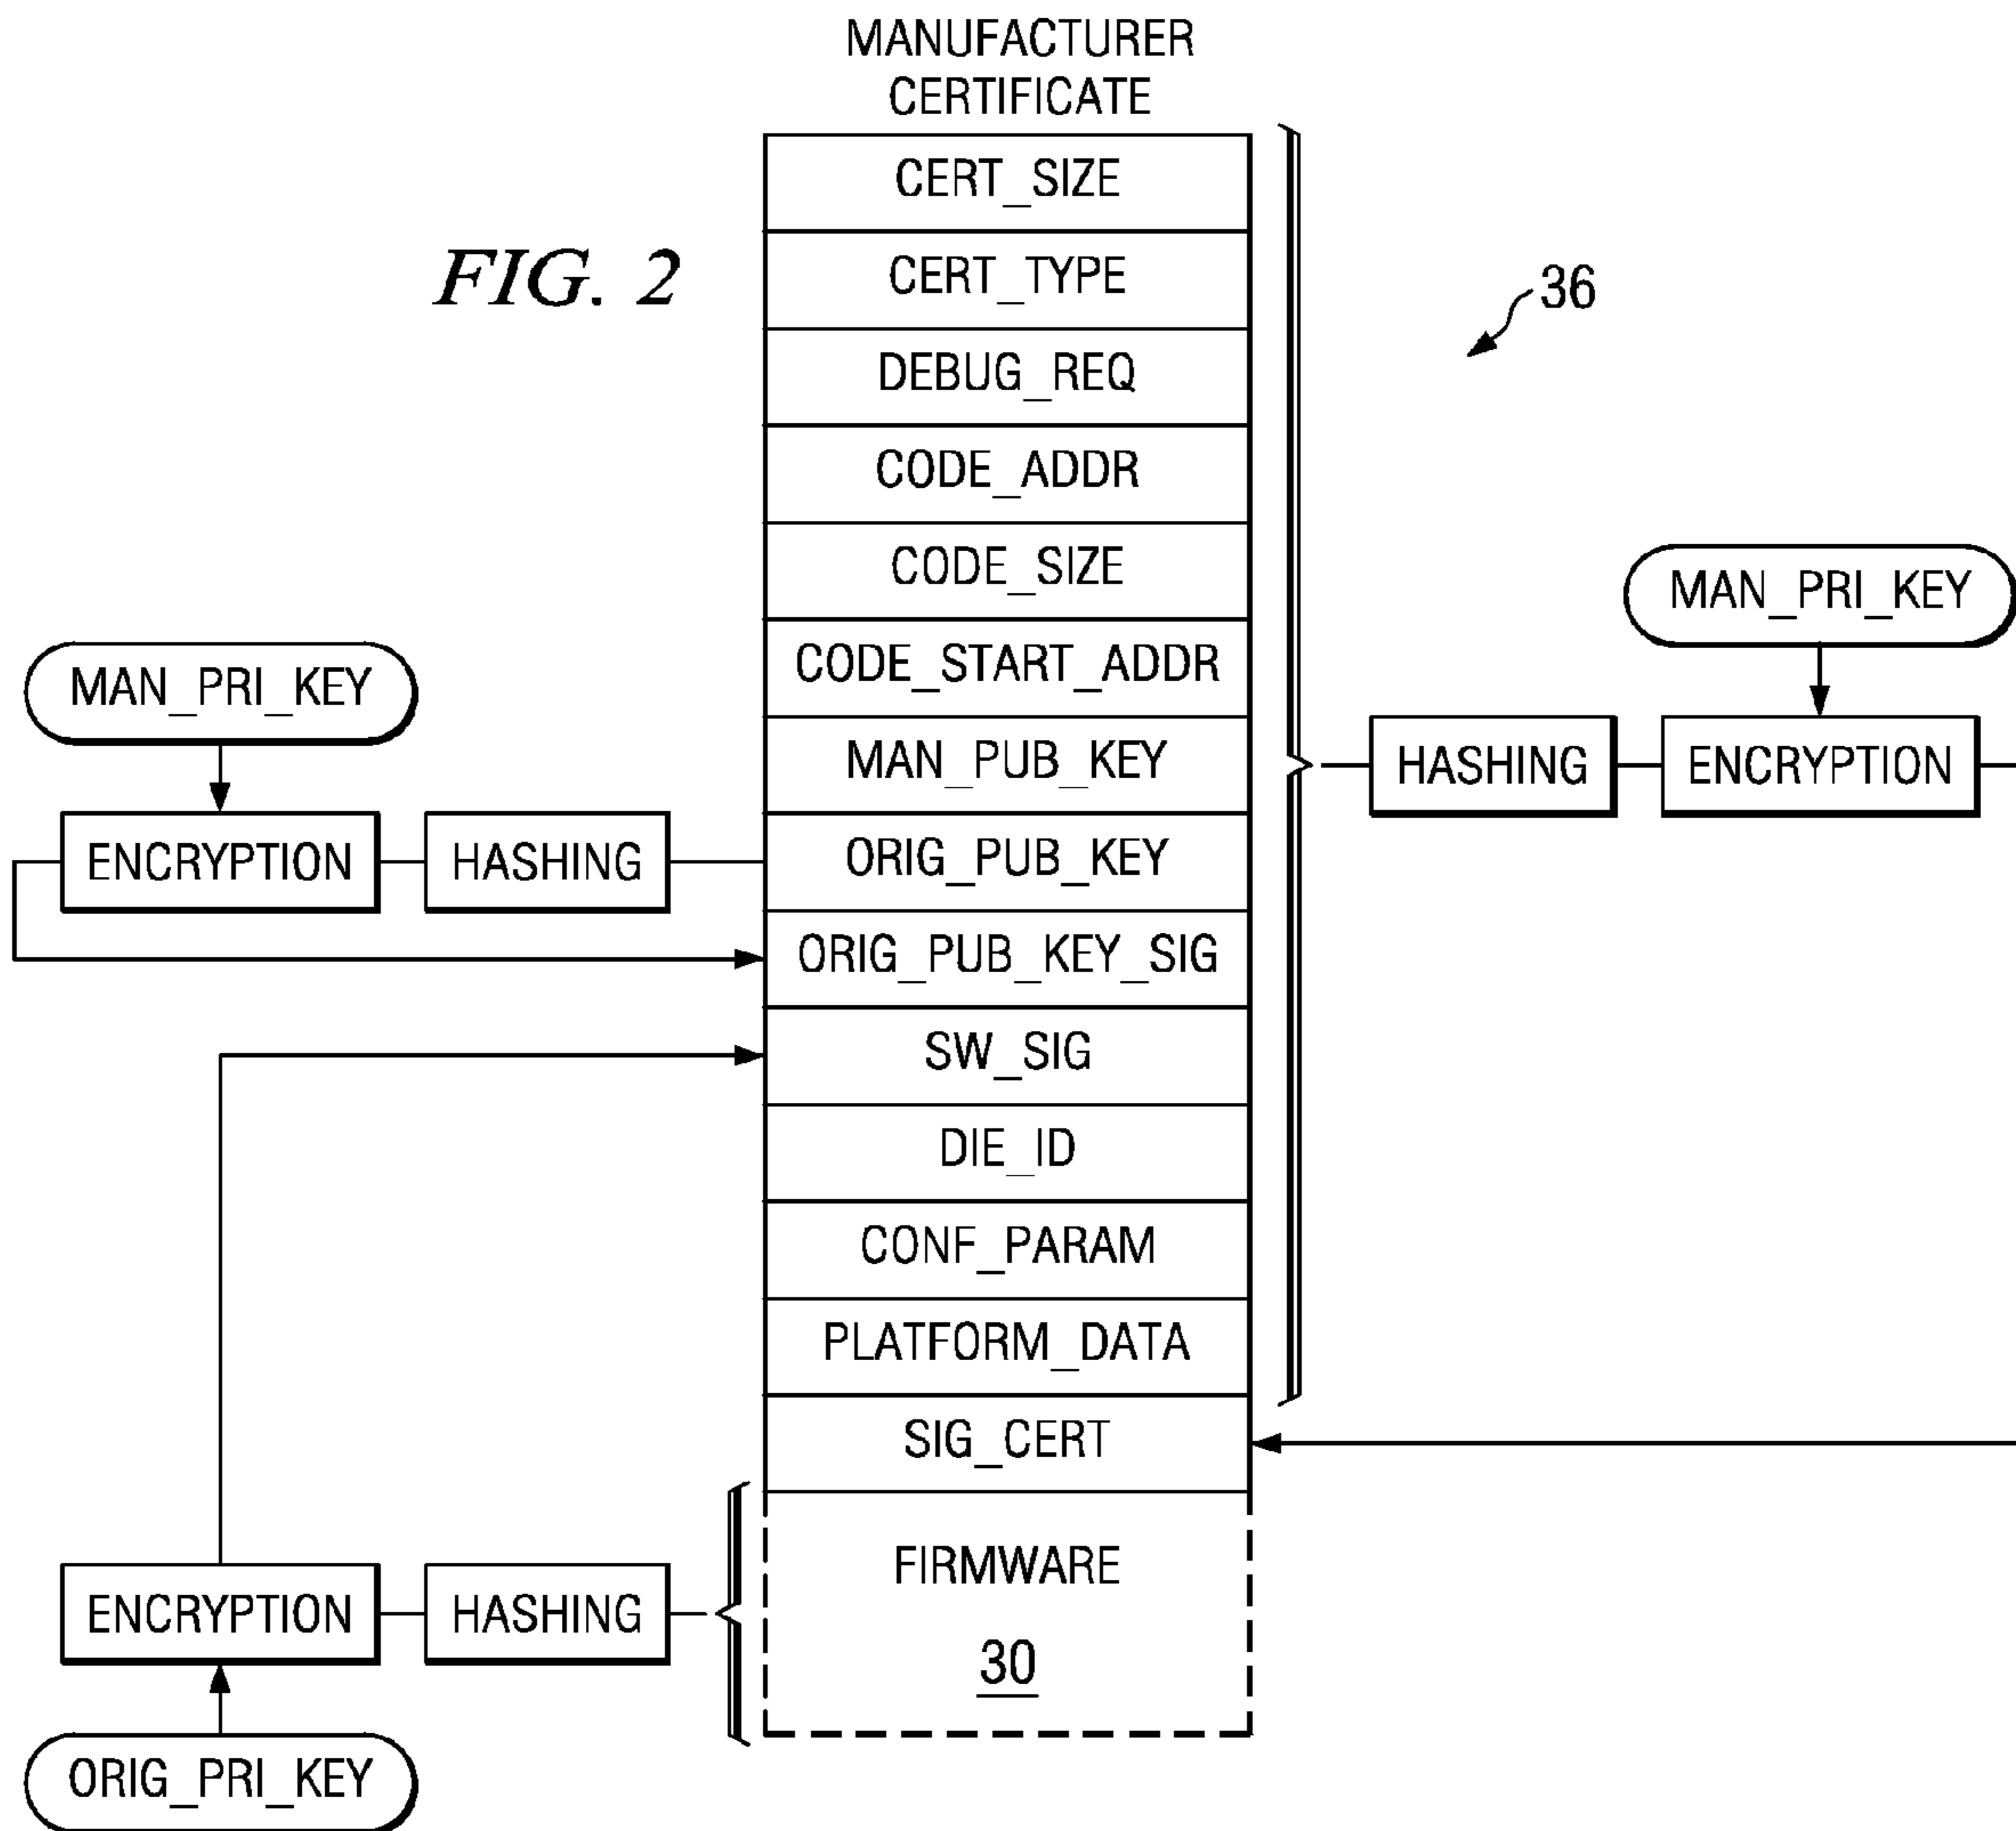 MANUFACTURER
CERTIFICATE
FIG. 2
36
CERT_SIZE
CERT_TYPE
DEBUG_REQ
CODE_ADDR
CODE_SIZE
CODE_START_ADDR
MAN_PUB_KEY
ORIG_PUB_KEY
ORIG_PUB_KEY_SIG
SW_SIG
DIE_ID
CONF_PARAM
PLATFORM_DATA
SIG_CERT
FIRMWARE
30
MAN_PRI_KEY
ENCRYPTION
HASHING
MAN_PRI_KEY
HASHING
ENCRYPTION
ENCRYPTION
HASHING
ORIG_PRI_KEY